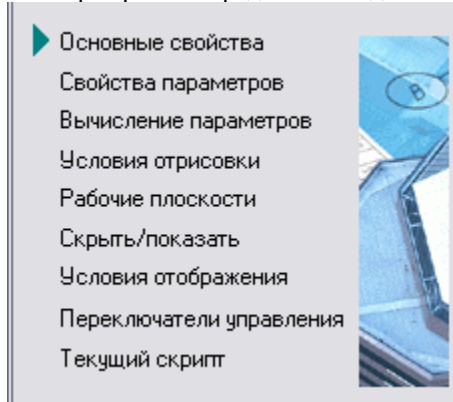 Основные свойства
Свойства параметров
Вычисление параметров
Условия отрисовки
Рабочие плоскости
Скрыть/показать
Условия отображения
Переключатели управления
Текущий скрипт